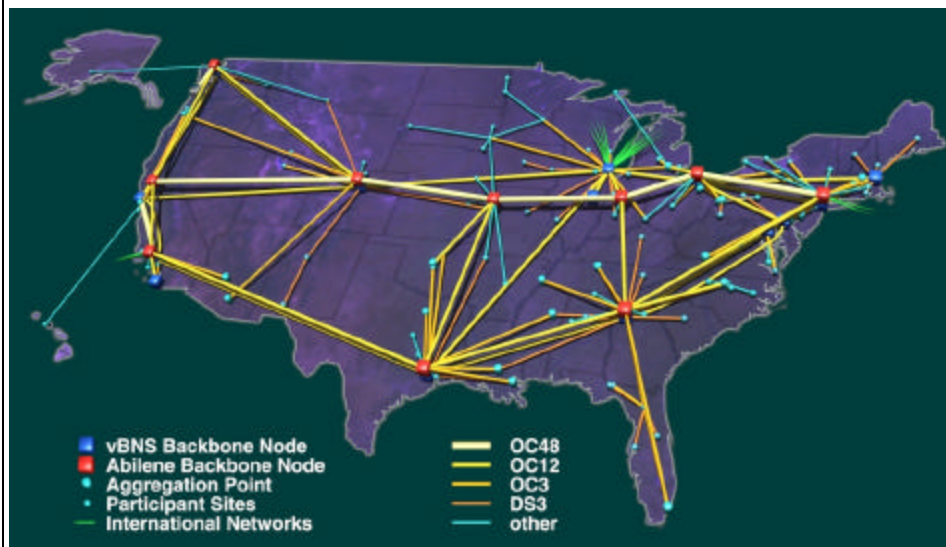 vBNS Backbone Node
Abilene Backbone Node
Aggregation Point
Participant Sites
International Networks
OC48
OC12
OC3
DS3
other